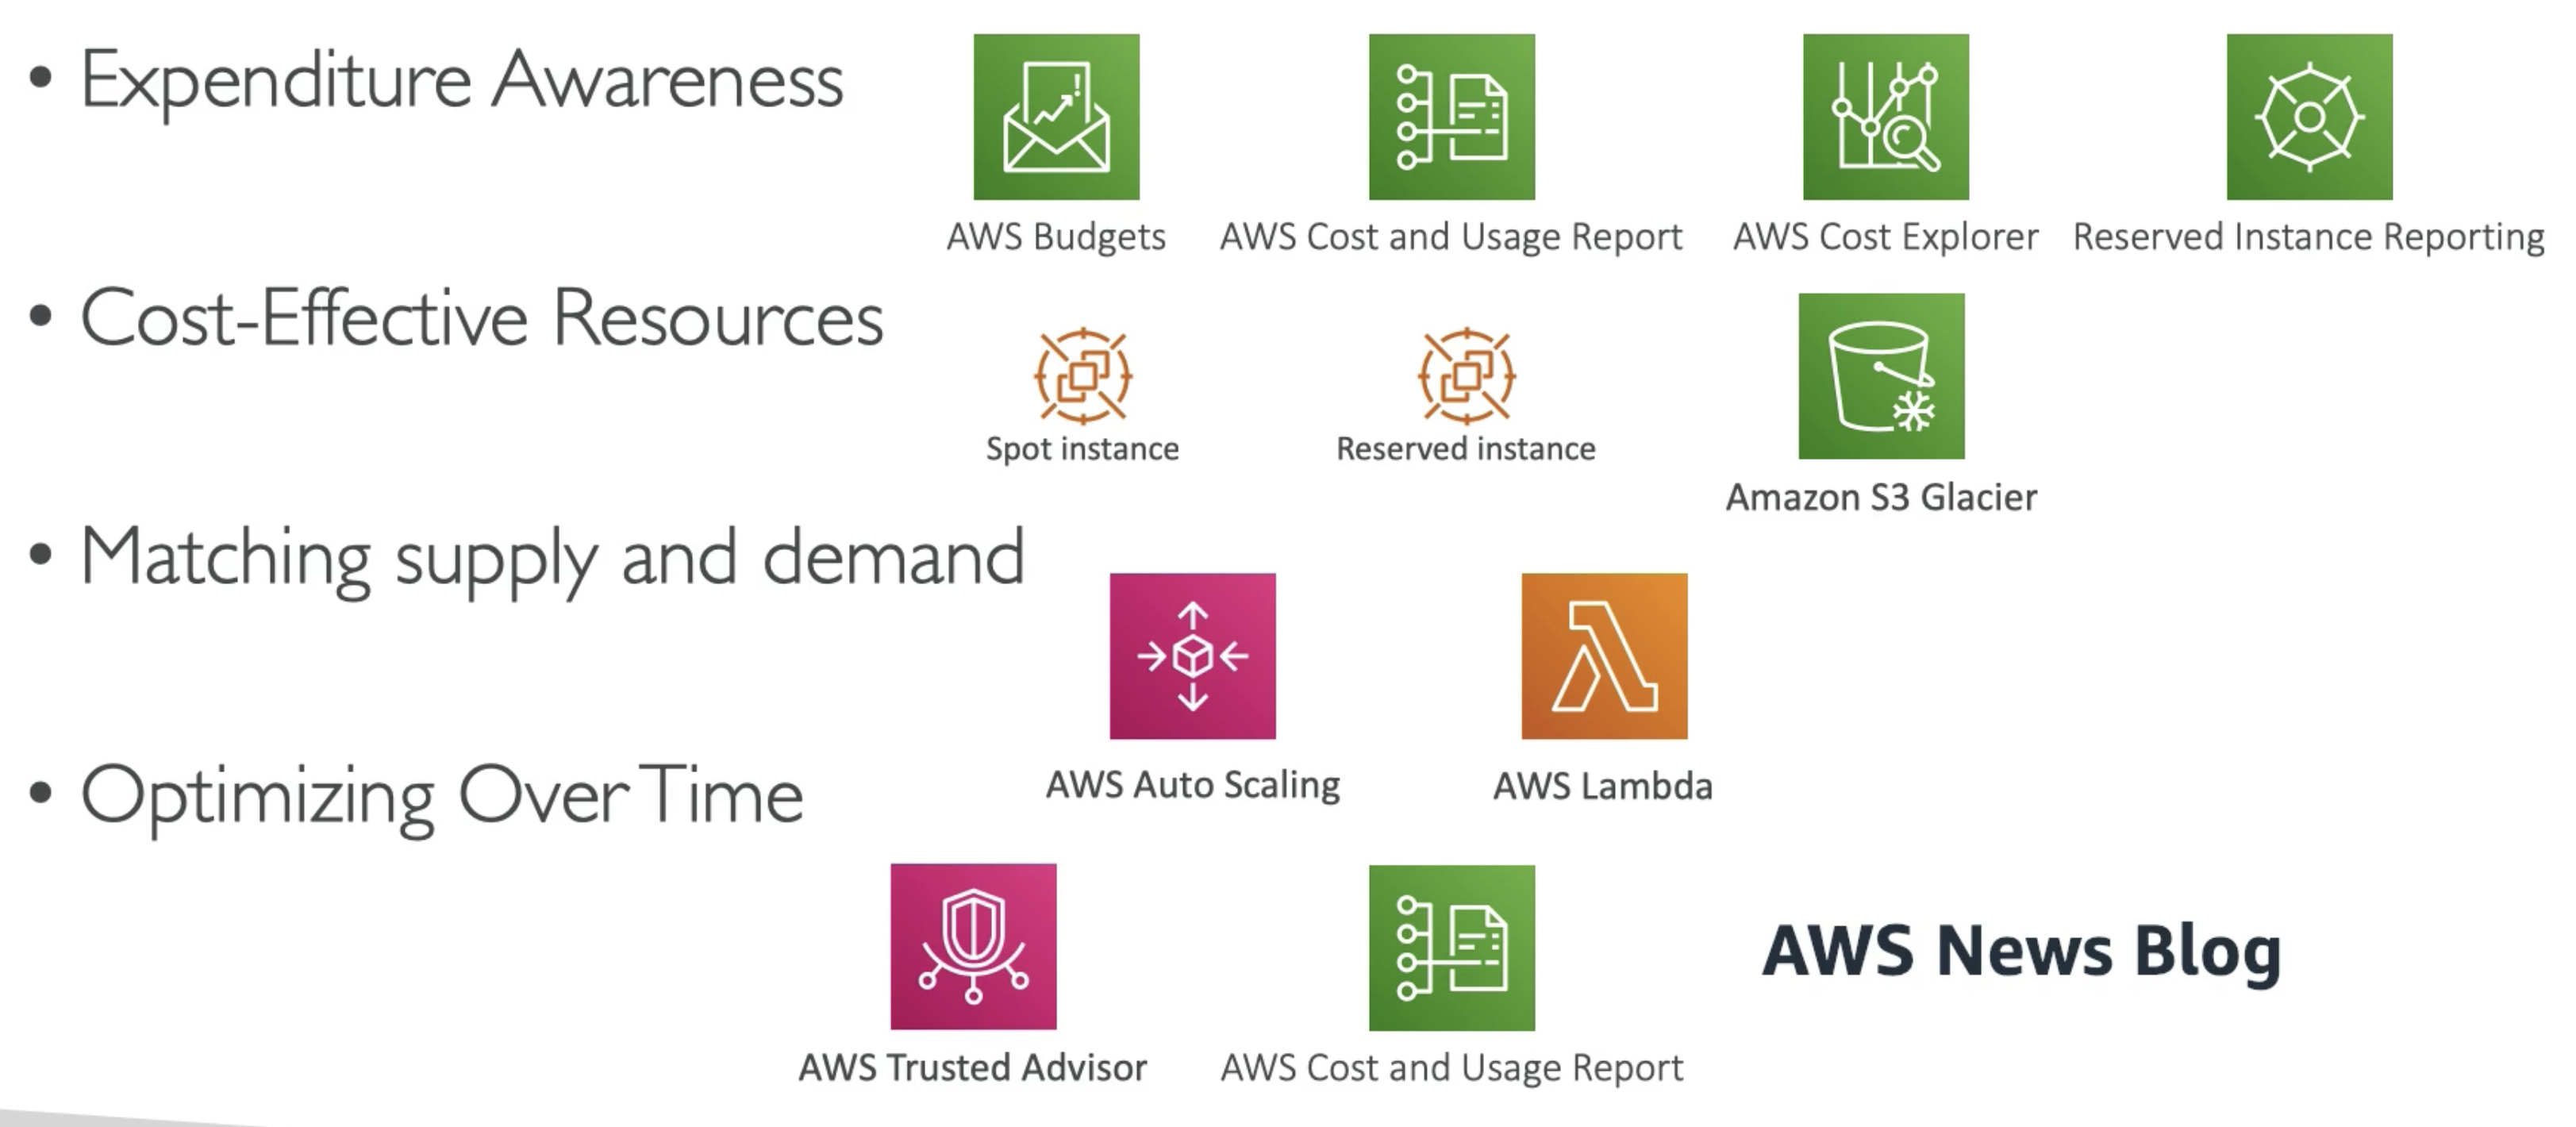 • Expenditure Awareness
AWS Budgets
AWS Cost and Usage Report
AWS Cost Explorer
Reserved Instance Reporting
• Cost-Effective Resources
Spot instance
Reserved instance
Amazon S3 Glacier
• Matching supply and demand
AWS Auto Scaling
AWS Lambda
• Optimizing Over Time
AWS Trusted Advisor
AWS Cost and Usage Report
AWS News Blog